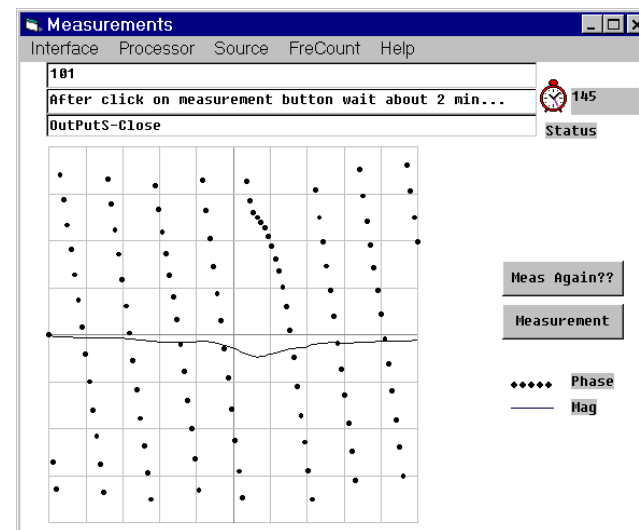 Measurements
Interface Processor Source FreCount Help
101
After click on measurement button wait about 2 min...
145
OutPutS-Close
Status
Meas Again??
Measurement
Phase
Mag